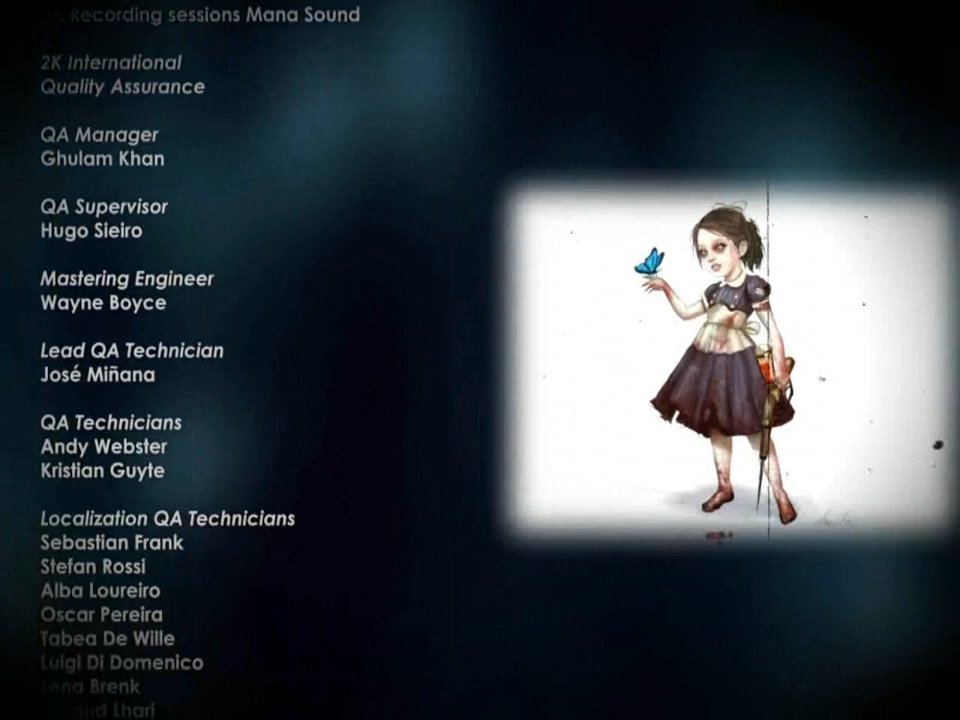 Recording sessions Mana Sound
2K International
Quality Assurance
QA Manager
Ghulam Khan
QA Supervisor
Hugo Sieiro
Mastering Engineer
Wayne Boyce
Lead QA Technician
José Miñana
QA Technicians
Andy Webster
Kristian Guyte
Localization QA Technicians
Sebastian Frank
Stefan Rossi
Alba Loureiro
Oscar Pereira
Tabea De Wille
Luigi Di Domenico
Brenk
Lhari